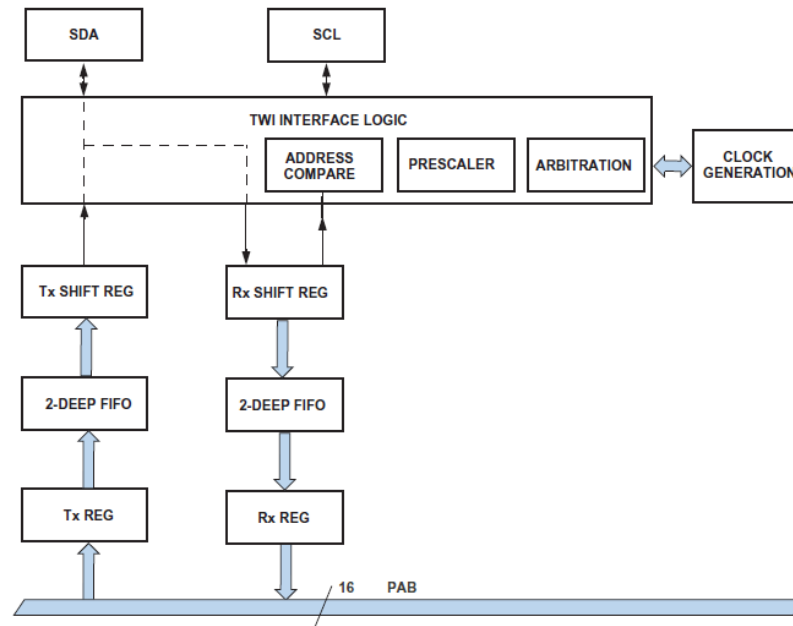 SDA
SCL
TWI INTERFACE LOGIC
ADDRESS
COMPARE
PRESCALER
ARBITRATION
CLOCK
GENERATION
Tx SHIFT REG
Rx SHIFT REG
2-DEEP FIFO
2-DEEP FIFO
Tx REG
Rx REG
16 PAB